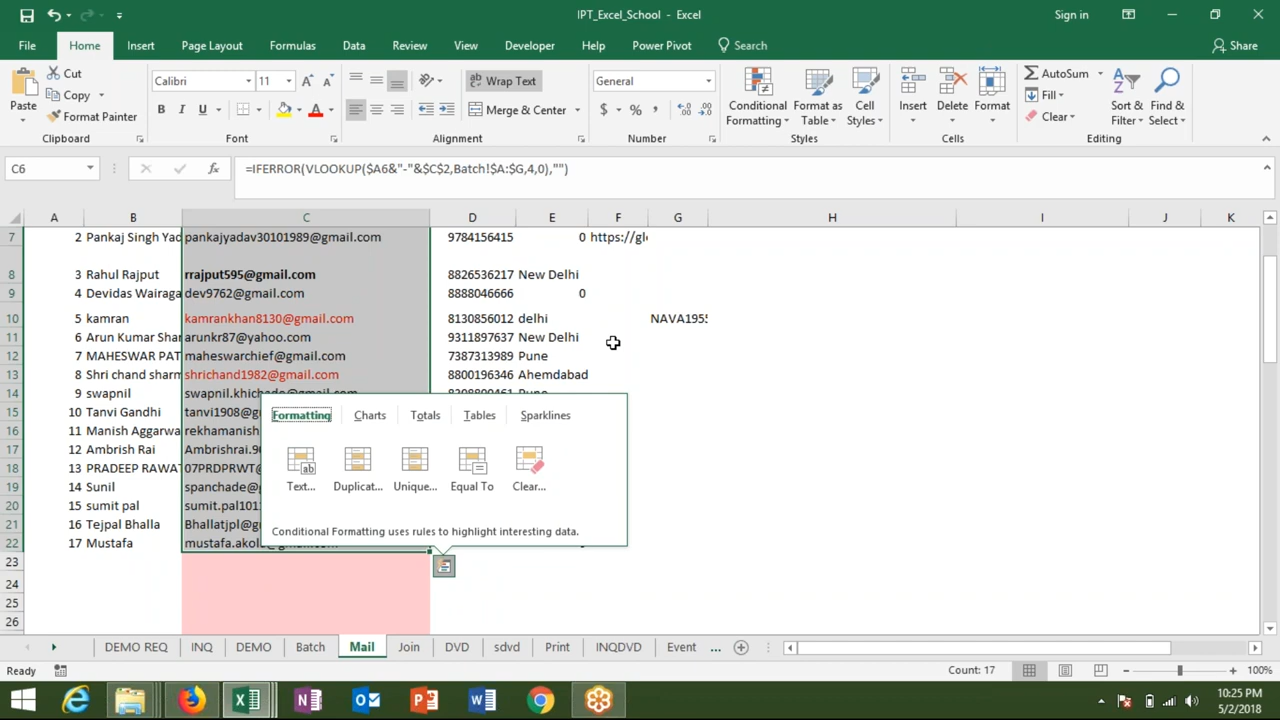 IPT_Excel_School - Excel
Sign in
File Home Insert Page Layout Formulas Data Review View Developer Help Power Pivot Search Share
Paste Cut Copy Format Painter
Calibri 11
B I U
Wrap Text
Merge & Center
General
$ %
Conditional Formatting Format as Table Cell Styles
Insert Delete Format
AutoSum Fill Clear
Sort & Filter Find & Select
Clipboard Font Alignment Number Styles Cells Editing
C6 fx =IFERROR(VLOOKUP($A6&"-"&$C$2,Batch!$A:$G,4,0),"")
A B C D E F G H I J K
7 2 Pankaj Singh Yad pankajyadav30101989@gmail.com 9784156415 0 https://gl
8 3 Rahul Rajput rrajput595@gmail.com 8826536217 New Delhi
9 4 Devidas Wairaga dev9762@gmail.com 8888046666 0
10 5 kamran kamrankhan8130@gmail.com 8130856012 delhi NAVA1955
11 6 Arun Kumar Shar arunkr87@yahoo.com 9311897637 New Delhi
12 7 MAHESWAR PAT maheswarchief@gmail.com 7387313989 Pune
13 8 Shri chand sharm shrichand1982@gmail.com 8800196346 Ahemdabad
14 9 swapnil
15 10 Tanvi Gandhi tanvi1908@g
16 11 Manish Aggarwa rekhamanish
17 12 Ambrish Rai Ambrishrai.96
18 13 PRADEEP RAWAT 07PRDPRWT@
19 14 Sunil spanchade@g
20 15 sumit pal sumit.pal101
21 16 Tejpal Bhalla Bhallatjpl@g
22 17 Mustafa
23
24
25
26
Formatting Charts Totals Tables Sparklines
Text... Duplicat... Unique... Equal To Clear...
Conditional Formatting uses rules to highlight interesting data.
DEMO REQ INQ DEMO Batch Mail Join DVD sdvd Print INQDVD Event ...
Ready Count: 17 100%
10:25 PM
5/2/2018